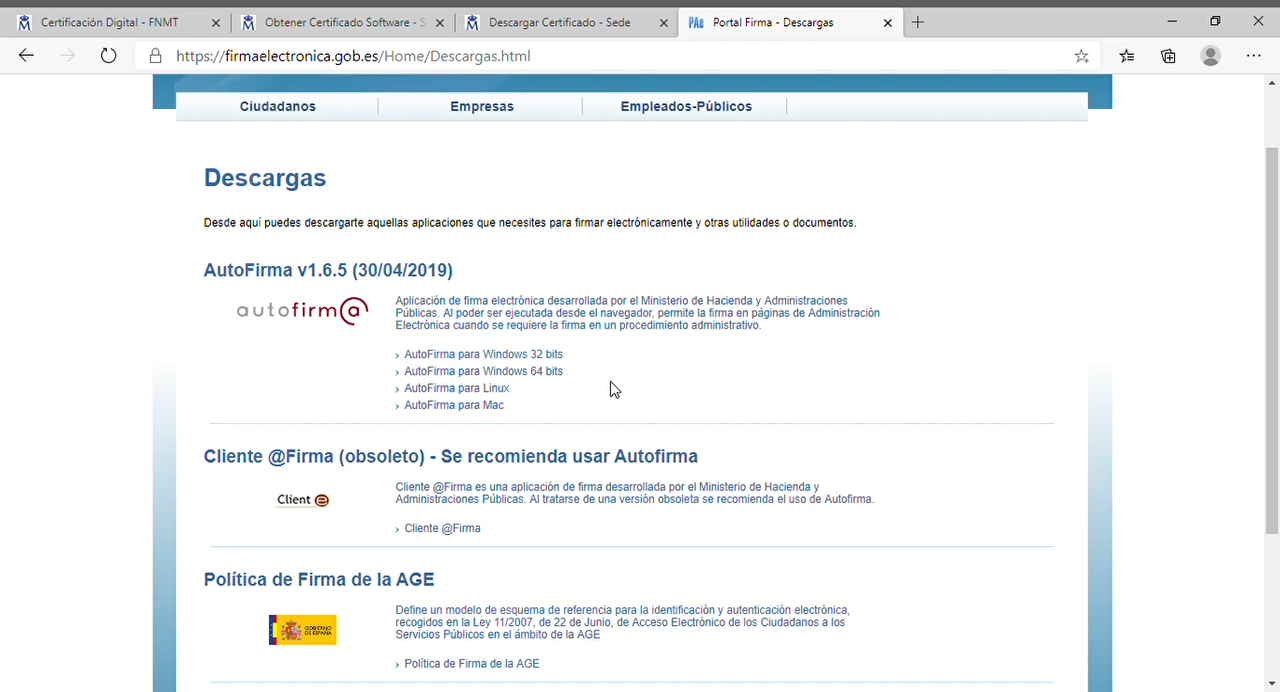 Certificación Digital - FNMT
Obtener Certificado Software - S
Descargar Certificado - Sede
PAe Portal Firma - Descargas
https://firmaelectronica.gob.es/Home/Descargas.html
Ciudadanos
Empresas
Empleados-Públicos
Descargas
Desde aquí puedes descargarte aquellas aplicaciones que necesites para firmar electrónicamente y otras utilidades o documentos.
AutoFirma v1.6.5 (30/04/2019)
autofirm@
Aplicación de firma electrónica desarrollada por el Ministerio de Hacienda y Administraciones
Públicas. Al poder ser ejecutada desde el navegador, permite la firma en páginas de Administración
Electrónica cuando se requiere la firma en un procedimiento administrativo.
› AutoFirma para Windows 32 bits
› AutoFirma para Windows 64 bits
› AutoFirma para Linux
› AutoFirma para Mac
Cliente @Firma (obsoleto) - Se recomienda usar Autofirma
Client e
Cliente @Firma es una aplicación de firma desarrollada por el Ministerio de Hacienda y
Administraciones Públicas. Al tratarse de una versión obsoleta se recomienda el uso de Autofirma.
› Cliente @Firma
Política de Firma de la AGE
GOBIERNO
DE ESPAÑA
Define un modelo de esquema de referencia para la identificación y autenticación electrónica,
recogidos en la Ley 11/2007, de 22 de Junio, de Acceso Electrónico de los Ciudadanos a los
Servicios Públicos en el ámbito de la AGE
› Política de Firma de la AGE